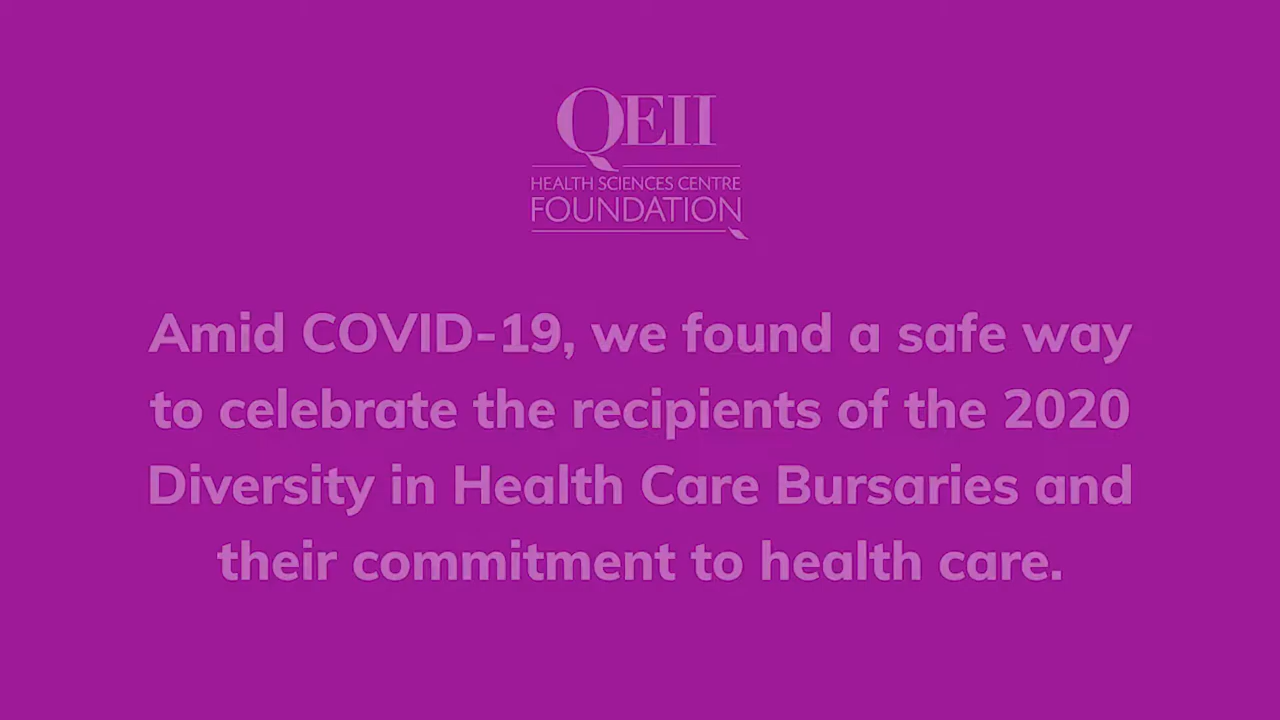 QEII
HEALTH SCIENCES CENTRE
FOUNDATION
Amid COVID-19, we found a safe way
to celebrate the recipients of the 2020
Diversity in Health Care Bursaries and
their commitment to health care.